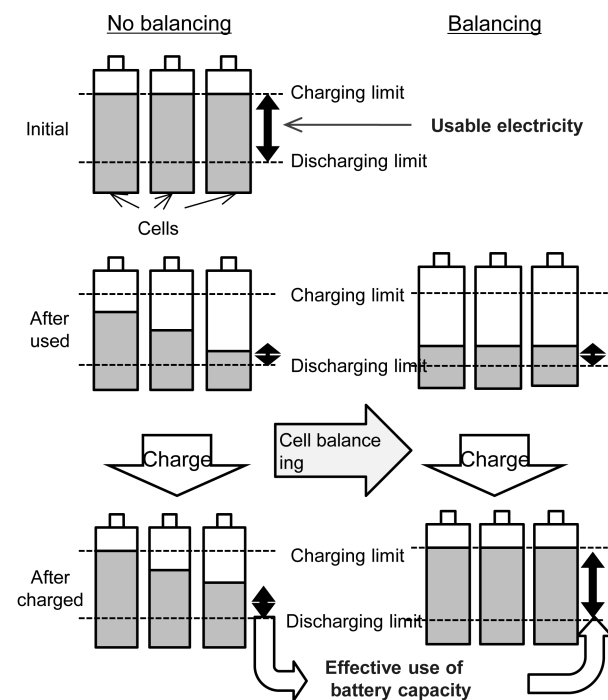 No balancing
Balancing
Charging limit
Initial
Usable electricity
Discharging limit
Cells
Charging limit
After
used
Discharging limit
Charge
Cell balance
ing
Charge
Charging limit
After
charged
Discharging limit
Effective use of
battery capacity